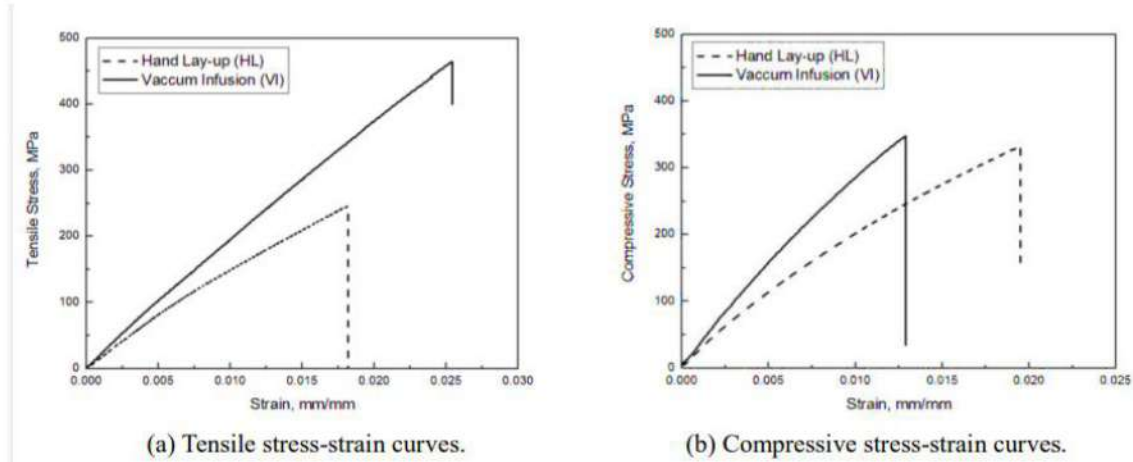 500
400
300
200
100
0
Tensile Stress, MPa
Hand Lay-up (HL)
Vaccum Infusion (VI)
0.000 0.005 0.010 0.015 0.020 0.025 0.030
Strain, mm/mm
(a) Tensile stress-strain curves.
500
400
300
200
100
0
Compressive Stress, MPa
Hand Lay-up (HL)
Vaccum Infusion (VI)
0.000 0.005 0.010 0.015 0.020 0.025
Strain, mm/mm
(b) Compressive stress-strain curves.